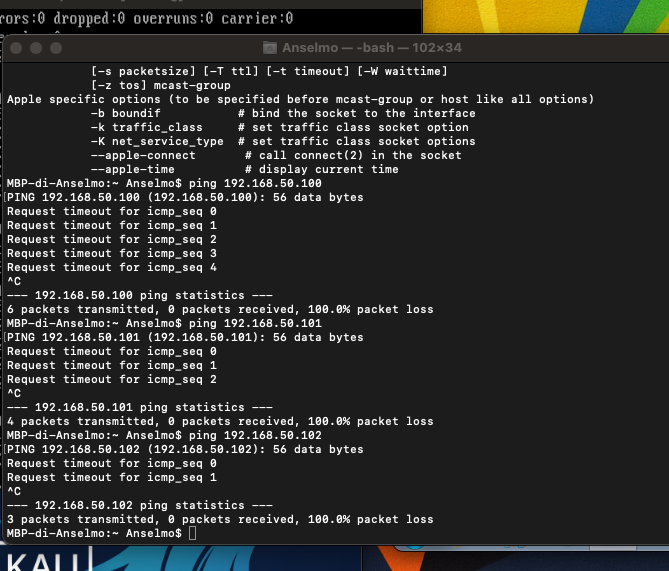 rors:0 dropped:0 overruns:0 carrier:0
Anselmo — -bash — 102×34
[-s packetsize] [-T ttl] [-t timeout] [-W waittime]
[-z tos] mcast-group
Apple specific options (to be specified before mcast-group or host like all options)
-b boundif # bind the socket to the interface
-k traffic_class # set traffic class socket option
-K net_service_type # set traffic class socket options
--apple-connect # call connect(2) in the socket
--apple-time # display current time
MBP-di-Anselmo:~ Anselmo$ ping 192.168.50.100
PING 192.168.50.100 (192.168.50.100): 56 data bytes
Request timeout for icmp_seq 0
Request timeout for icmp_seq 1
Request timeout for icmp_seq 2
Request timeout for icmp_seq 3
Request timeout for icmp_seq 4
^C
--- 192.168.50.100 ping statistics ---
6 packets transmitted, 0 packets received, 100.0% packet loss
MBP-di-Anselmo:~ Anselmo$ ping 192.168.50.101
PING 192.168.50.101 (192.168.50.101): 56 data bytes
Request timeout for icmp_seq 0
Request timeout for icmp_seq 1
Request timeout for icmp_seq 2
^C
--- 192.168.50.101 ping statistics ---
4 packets transmitted, 0 packets received, 100.0% packet loss
MBP-di-Anselmo:~ Anselmo$ ping 192.168.50.102
PING 192.168.50.102 (192.168.50.102): 56 data bytes
Request timeout for icmp_seq 0
Request timeout for icmp_seq 1
^C
--- 192.168.50.102 ping statistics ---
3 packets transmitted, 0 packets received, 100.0% packet loss
MBP-di-Anselmo:~ Anselmo$
KALI